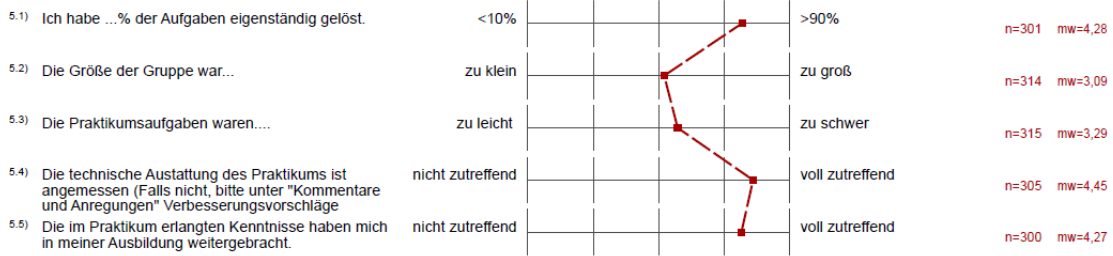 5.1) Ich habe ...% der Aufgaben eigenständig gelöst. <10% >90% n=301 mw=4,28
5.2) Die Größe der Gruppe war... zu klein zu groß n=314 mw=3,09
5.3) Die Praktikumsaufgaben waren.... zu leicht zu schwer n=315 mw=3,29
5.4) Die technische Austattung des Praktikums ist nicht zutreffend voll zutreffend n=305 mw=4,45
angemessen (Falls nicht, bitte unter "Kommentare
und Anregungen" Verbesserungsvorschläge
5.5) Die im Praktikum erlangten Kenntnisse haben mich nicht zutreffend voll zutreffend n=300 mw=4,27
in meiner Ausbildung weitergebracht.